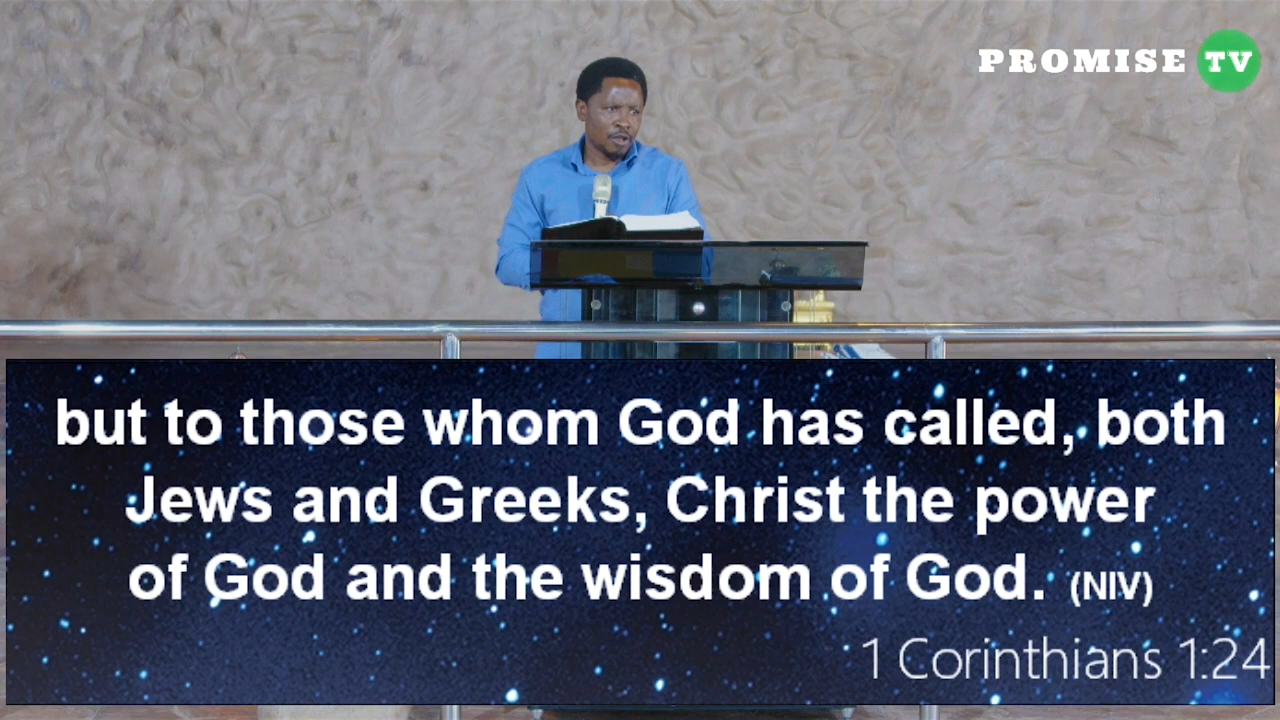 PROMISE TV
but to those whom God has called, both
Jews and Greeks, Christ the power
of God and the wisdom of God. (NIV)
1 Corinthians 1:24